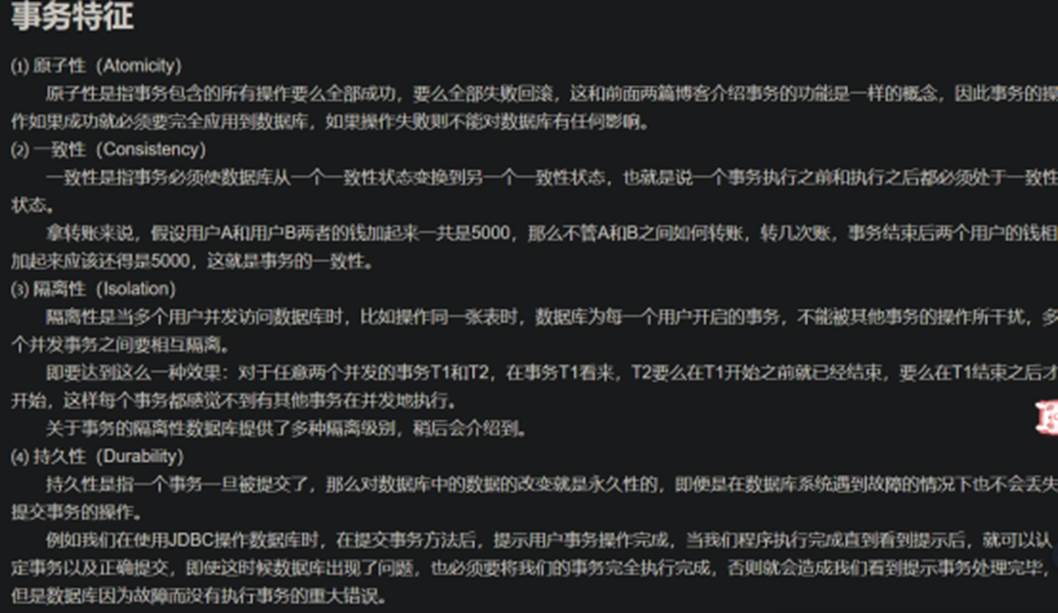 事务特征
⑴ 原子性（Atomicity）
原子性是指事务包含的所有操作要么全部成功，要么全部失败回滚，这和前面两篇博客介绍事务的功能是一样的概念，因此事务的操
作如果成功就必须要完全应用到数据库，如果操作失败则不能对数据库有任何影响。
⑵ 一致性（Consistency）
一致性是指事务必须使数据库从一个一致性状态变换到另一个一致性状态，也就是说一个事务执行之前和执行之后都必须处于一致性
状态。
拿转账来说，假设用户A和用户B两者的钱加起来一共是5000，那么不管A和B之间如何转账，转几次账，事务结束后两个用户的钱相
加起来应该还得是5000，这就是事务的一致性。
⑶ 隔离性（Isolation）
隔离性是当多个用户并发访问数据库时，比如操作同一张表时，数据库为每一个用户开启的事务，不能被其他事务的操作所干扰，多
个并发事务之间要相互隔离。
即要达到这么一种效果：对于任意两个并发的事务T1和T2，在事务T1看来，T2要么在T1开始之前就已经结束，要么在T1结束之后才
开始，这样每个事务都感觉不到有其他事务在并发地执行。
关于事务的隔离性数据库提供了多种隔离级别，稍后会介绍到。
⑷ 持久性（Durability）
持久性是指一个事务一旦被提交了，那么对数据库中的数据的改变就是永久性的，即便是在数据库系统遇到故障的情况下也不会丢失
提交事务的操作。
例如我们在使用JDBC操作数据库时，在提交事务方法后，提示用户事务操作完成，当我们程序执行完成直到看到提示后，就可以认
定事务以及正确提交，即使这时候数据库出现了问题，也必须要将我们的事务完全执行完成，否则就会造成我们看到提示事务处理完毕，
但是数据库因为故障而没有执行事务的重大错误。